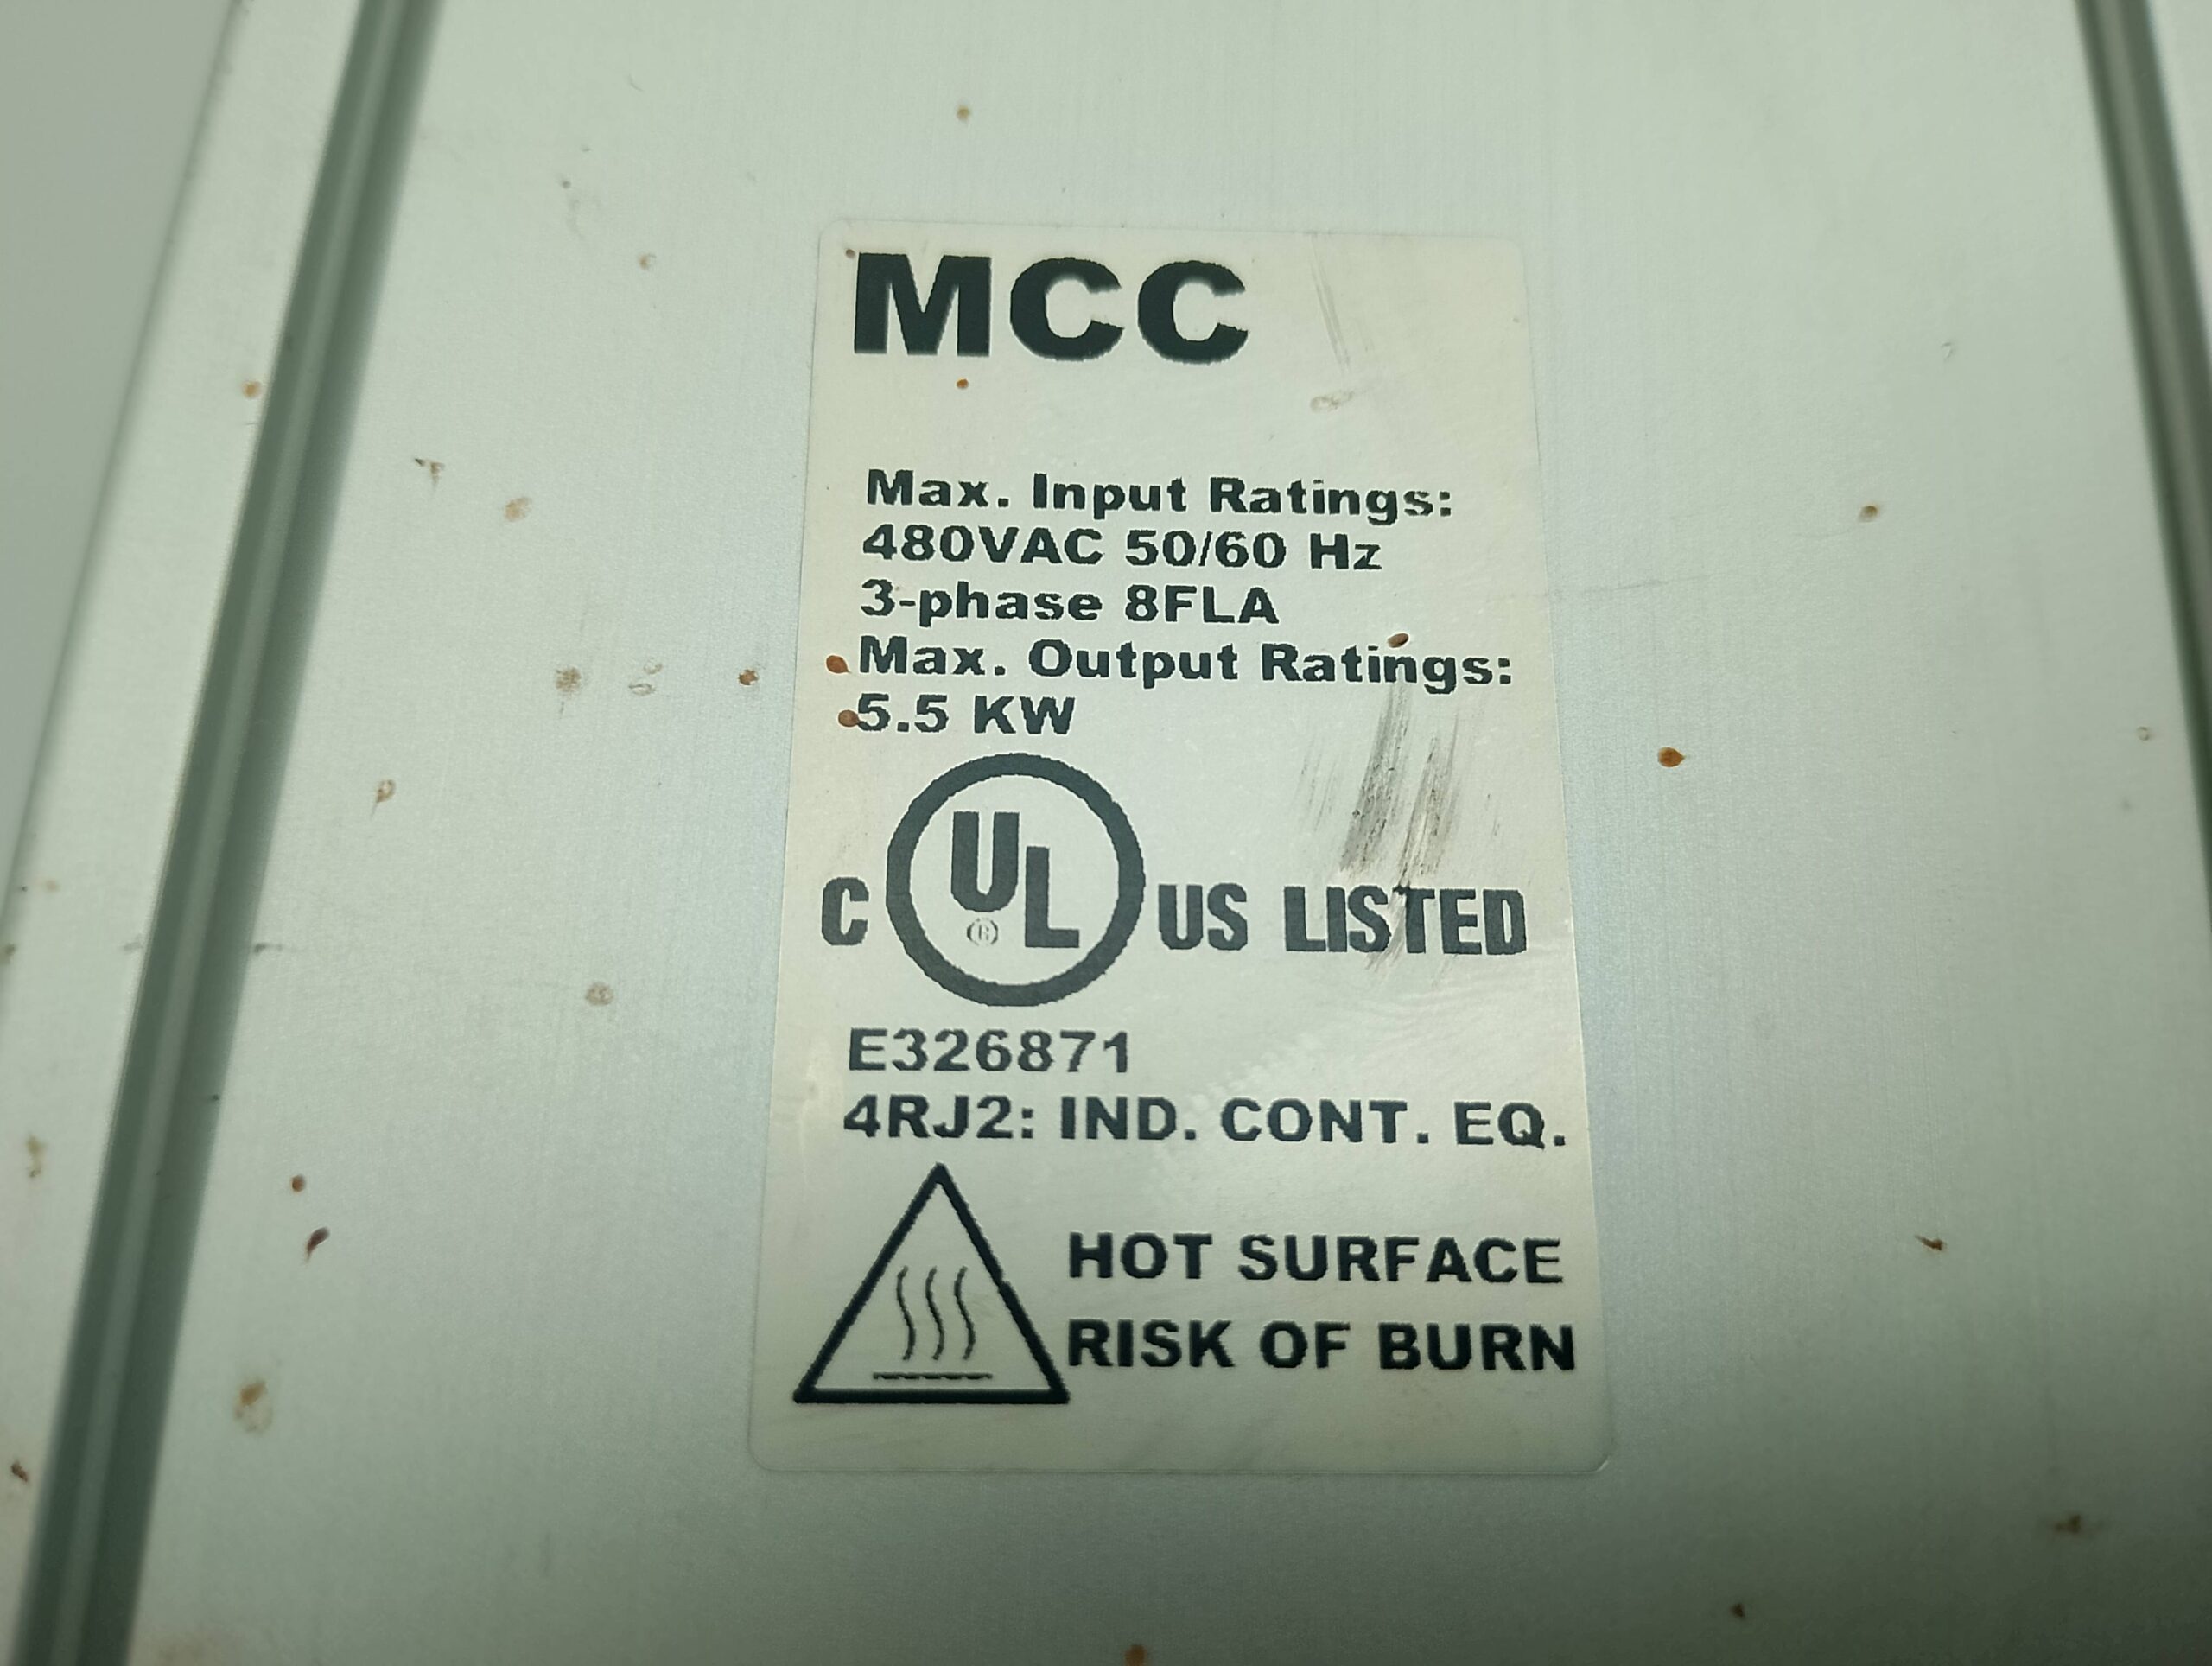 MCC
Max. Input Ratings:
480VAC 50/60 Hz
3-phase 8FLA
Max. Output Ratings:
5.5 KW
C UL® US LISTED
E326871
4RJ2: IND. CONT. EQ.
HOT SURFACE
RISK OF BURN